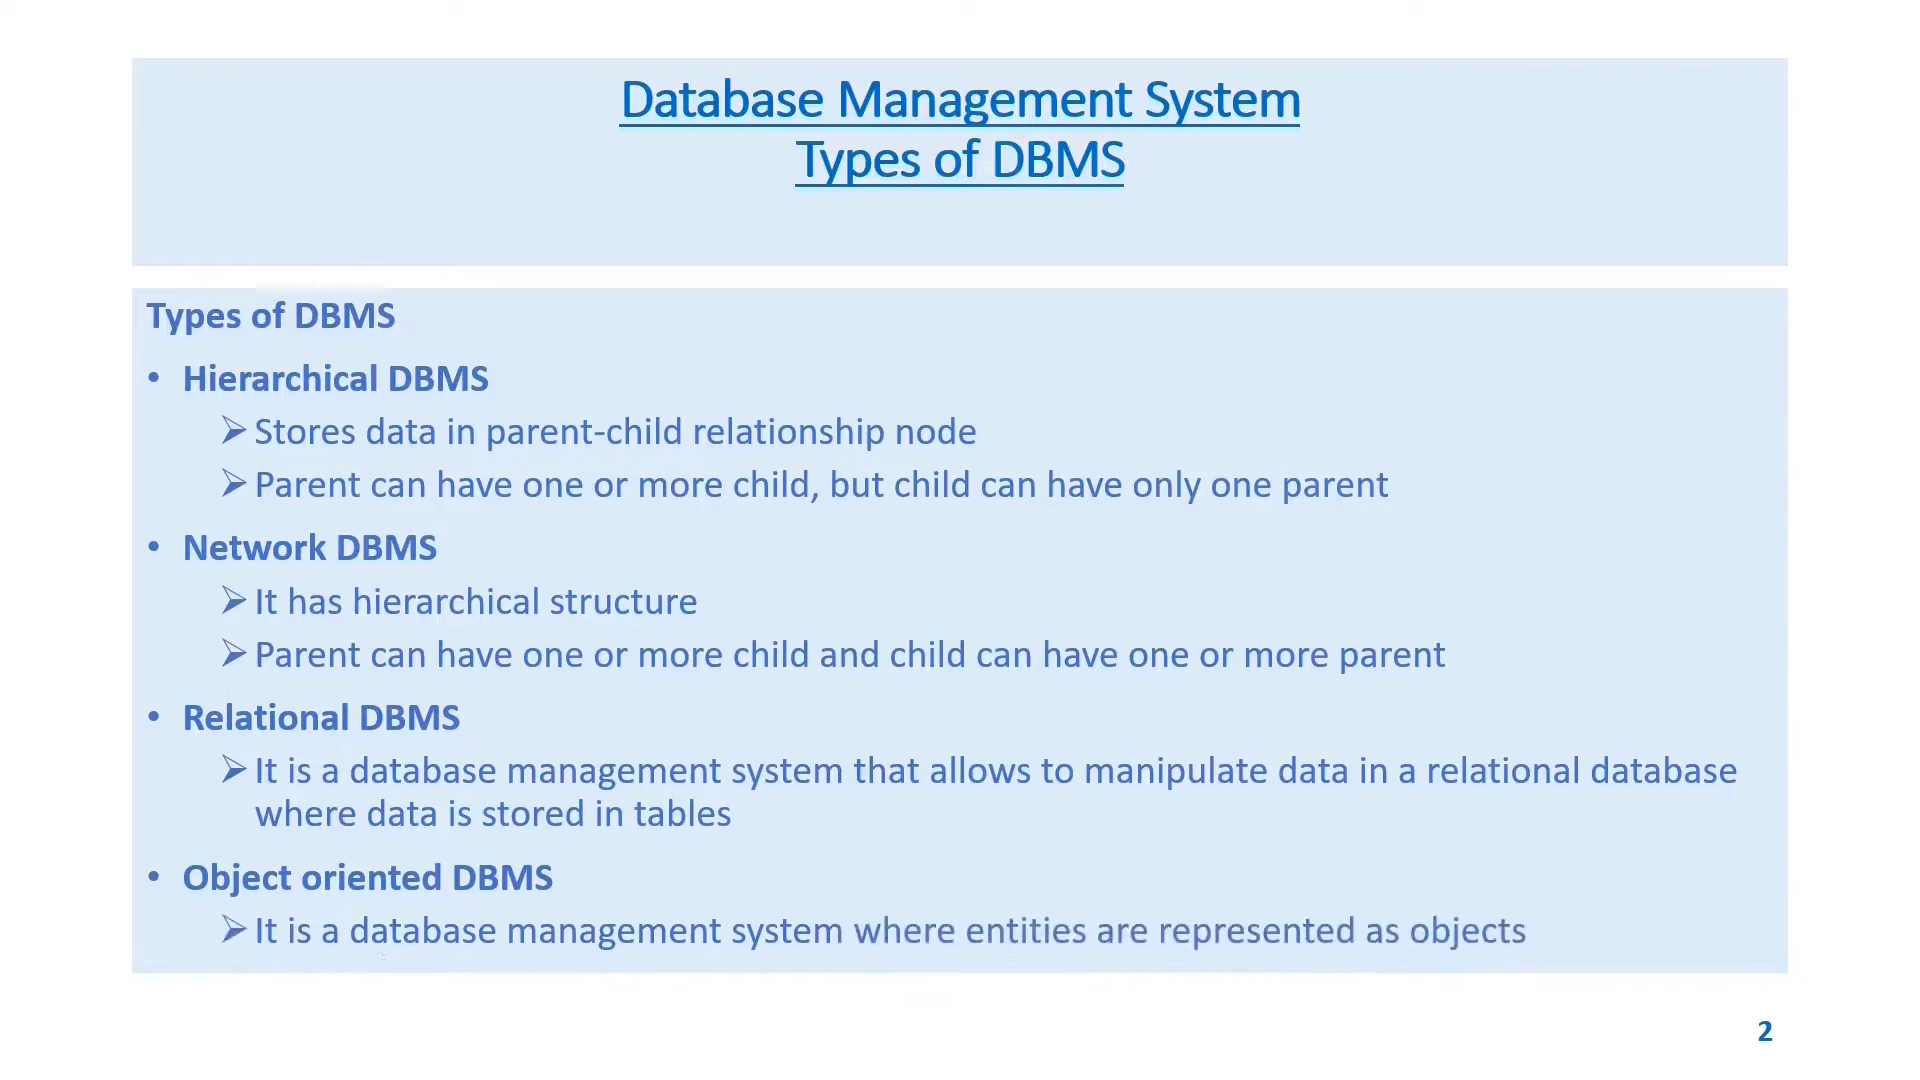 Database Management System
Types of DBMS
Types of DBMS
• Hierarchical DBMS
➢ Stores data in parent-child relationship node
➢ Parent can have one or more child, but child can have only one parent
• Network DBMS
➢ It has hierarchical structure
➢ Parent can have one or more child and child can have one or more parent
• Relational DBMS
➢ It is a database management system that allows to manipulate data in a relational database
where data is stored in tables
• Object oriented DBMS
➢ It is a database management system where entities are represented as objects
2